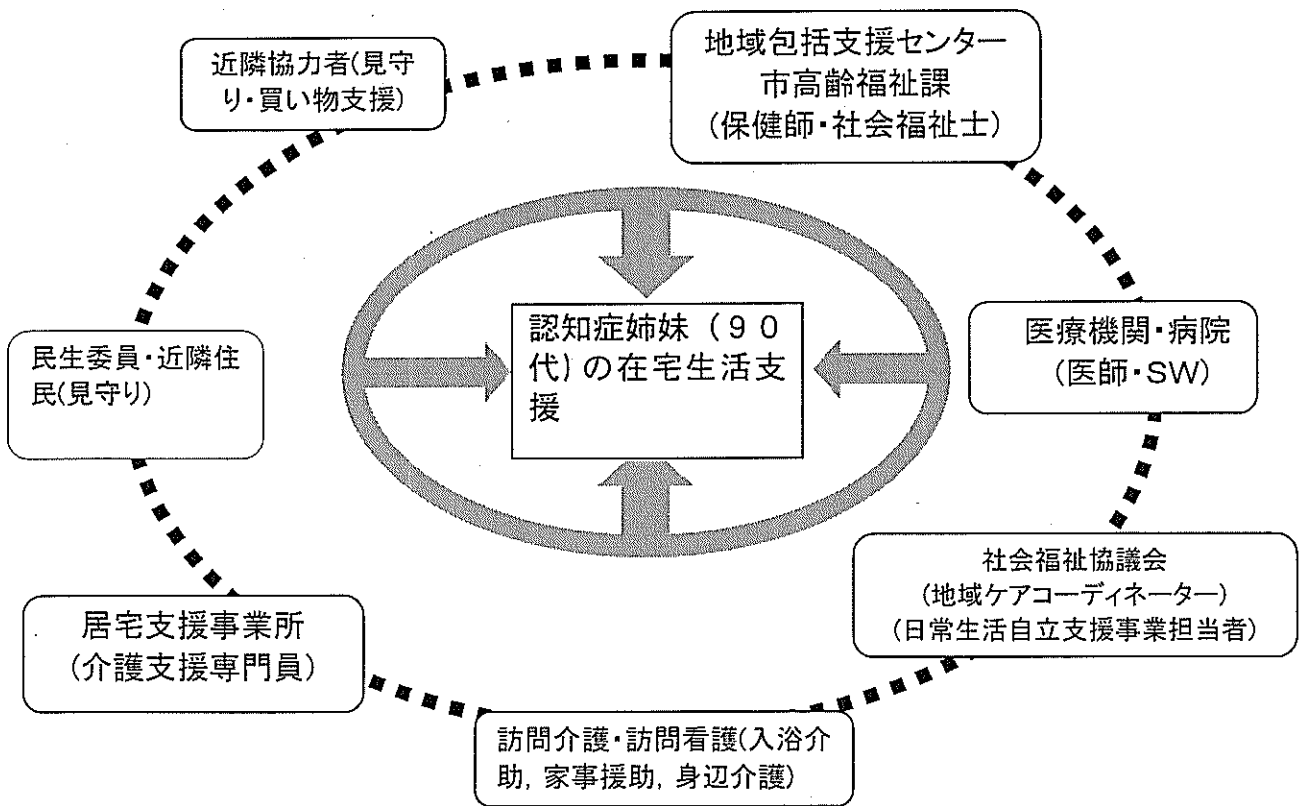 近隣協力者(見守
り・買い物支援)
地域包括支援センター
市高齢福祉課
(保健師・社会福祉士)
民生委員・近隣住
民(見守り)
認知症姉妹(90
代)の在宅生活支
援
医療機関・病院
(医師・SW)
社会福祉協議会
(地域ケアコーディネーター)
(日常生活自立支援事業担当者)
居宅支援事業所
(介護支援専門員)
訪問介護・訪問看護(入浴介
助,家事援助,身辺介護)